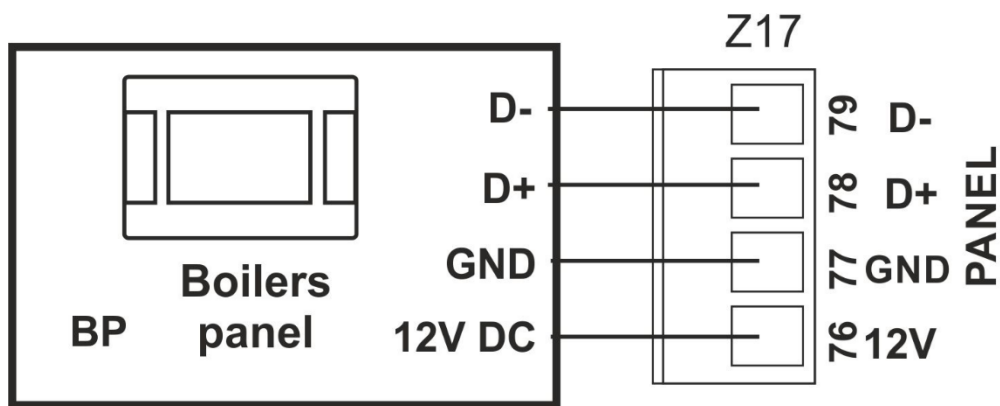 Z17
D-
79 D-
D+
78 D+
GND
77 GND
12V DC
76 12V
Boilers
panel
BP
PANEL